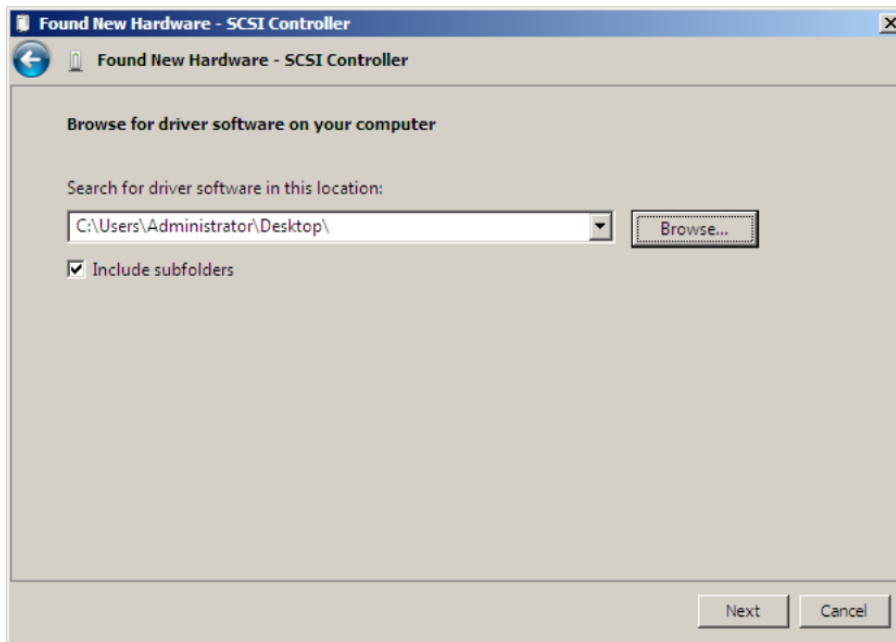 Found New Hardware - SCSI Controller
Found New Hardware - SCSI Controller
Browse for driver software on your computer
Search for driver software in this location:
C:\Users\Administrator\Desktop\
Browse...
Include subfolders
Next
Cancel